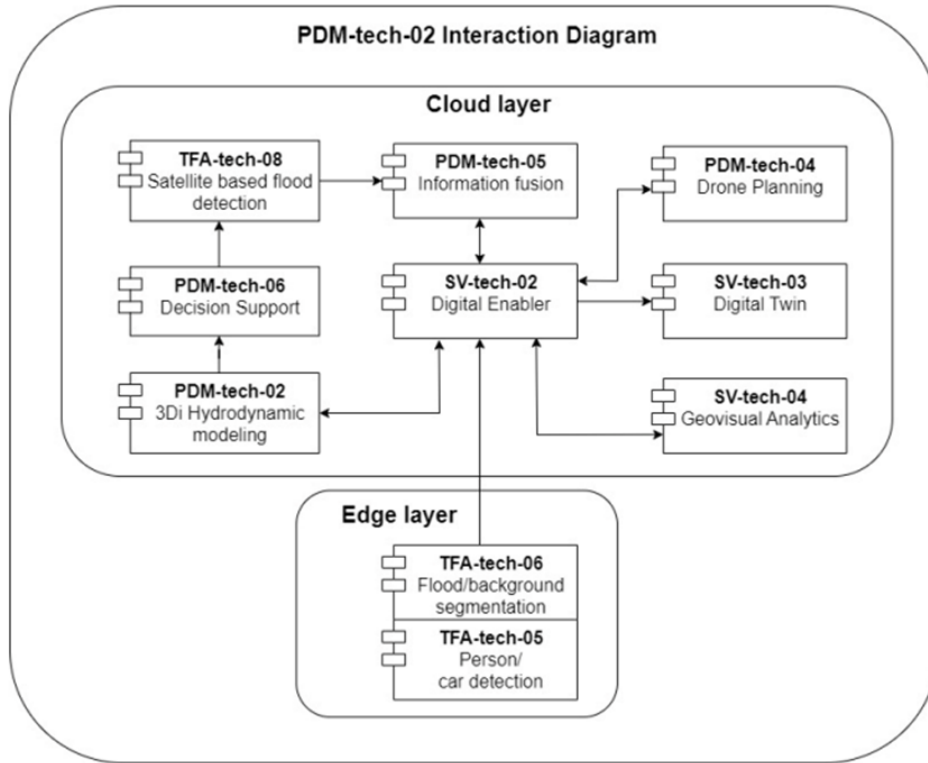 PDM-tech-02 Interaction Diagram
Cloud layer
TFA-tech-08
Satellite based flood
detection
PDM-tech-05
Information fusion
PDM-tech-04
Drone Planning
PDM-tech-06
Decision Support
SV-tech-02
Digital Enabler
SV-tech-03
Digital Twin
PDM-tech-02
3Di Hydrodynamic
modeling
SV-tech-04
Geovisual Analytics
Edge layer
TFA-tech-06
Flood/background
segmentation
TFA-tech-05
Person/
car detection